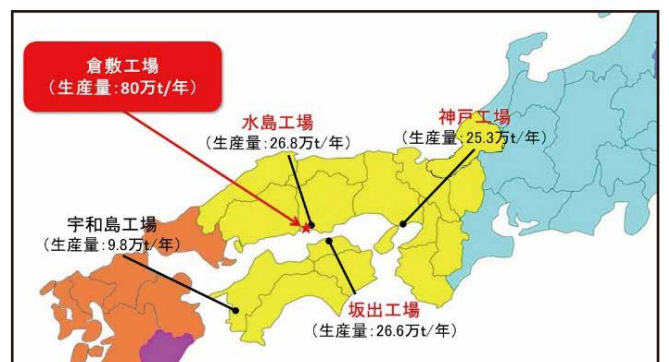 倉敷工場
（生産量：80万t/年）
水島工場
（生産量：26.8万t/年）
神戸工場
（生産量：25.3万t/年）
宇和島工場
（生産量：9.8万t/年）
坂出工場
（生産量：26.6万t/年）